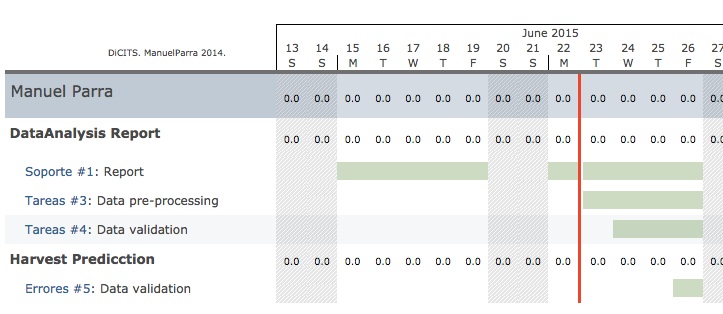 June 2015
DiCITS. ManuelParra 2014.
13 14 15 16 17 18 19 20 21 22 23 24 25 26 27
S S M T W T F S S M T W T F S
Manuel Parra 0.0 0.0 0.0 0.0 0.0 0.0 0.0 0.0 0.0 0.0 0.0 0.0 0.0 0.0
DataAnalysis Report 0.0 0.0 0.0 0.0 0.0 0.0 0.0 0.0 0.0 0.0 0.0 0.0 0.0 0.0
Soporte #1: Report
Tareas #3: Data pre-processing
Tareas #4: Data validation
Harvest Predicction 0.0 0.0 0.0 0.0 0.0 0.0 0.0 0.0 0.0 0.0 0.0 0.0 0.0 0.0
Errores #5: Data validation